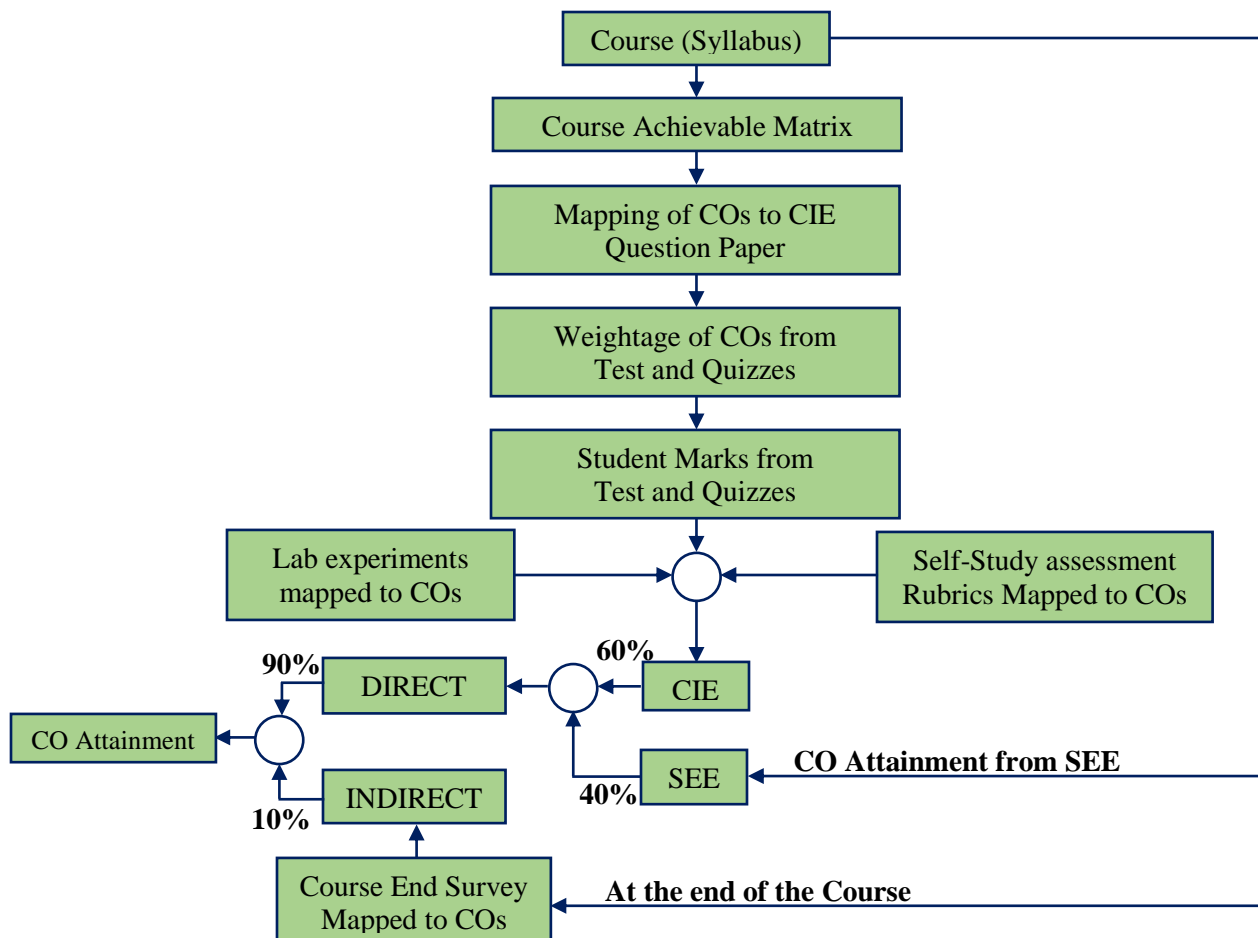 Course (Syllabus)
Course Achievable Matrix
Mapping of COs to CIE
Question Paper
Weightage of COs from
Test and Quizzes
Student Marks from
Test and Quizzes
Lab experiments
mapped to COs
Self-Study assessment
Rubrics Mapped to COs
60%
90%
DIRECT
CIE
CO Attainment
CO Attainment from SEE
SEE
40%
INDIRECT
10%
Course End Survey
Mapped to COs
At the end of the Course